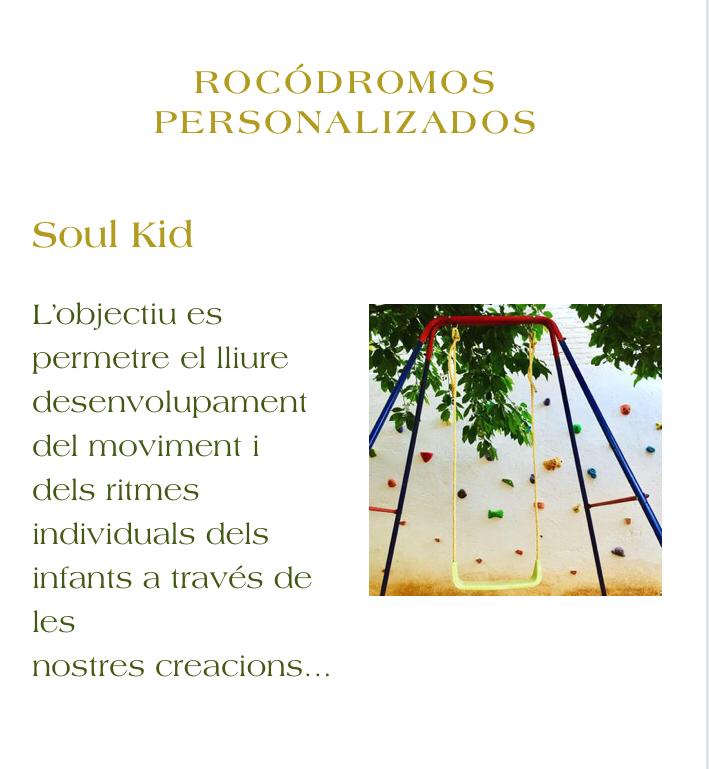 ROCÓDROMOS
PERSONALIZADOS
Soul Kid
L’objectiu es
permetre el lliure
desenvolupament
del moviment i
dels ritmes
individuals dels
infants a través de
les
nostres creacions...